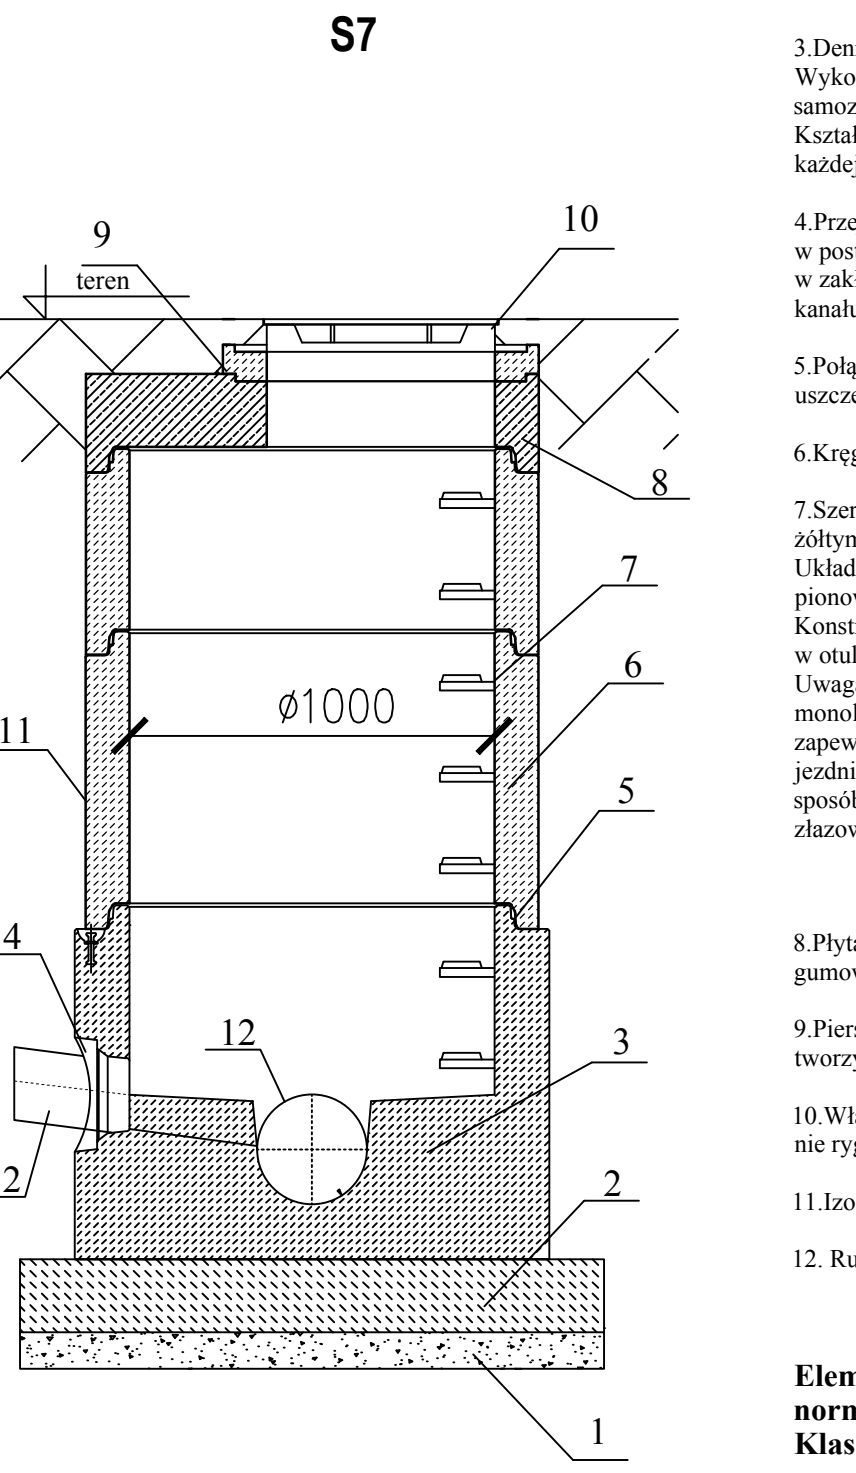 S7
9
10
teren
8
7
6
ø1000
11
5
4
12
3
2
2
1
3.Den
Wyko
samoz
Kształ
każdej
4.Prze
w post
w zakł
kanału
5.Połą
uszcze
6.Kręg
7.Szer
żółtym
Układ
pionow
Konst
w otul
Uwaga
monol
zapew
jezdni
sposób
złazow
8.Płyta
gumow
9.Piers
tworzy
10.Wła
nie ryg
11.Izo
12. Ru
Elem
norm
Klas